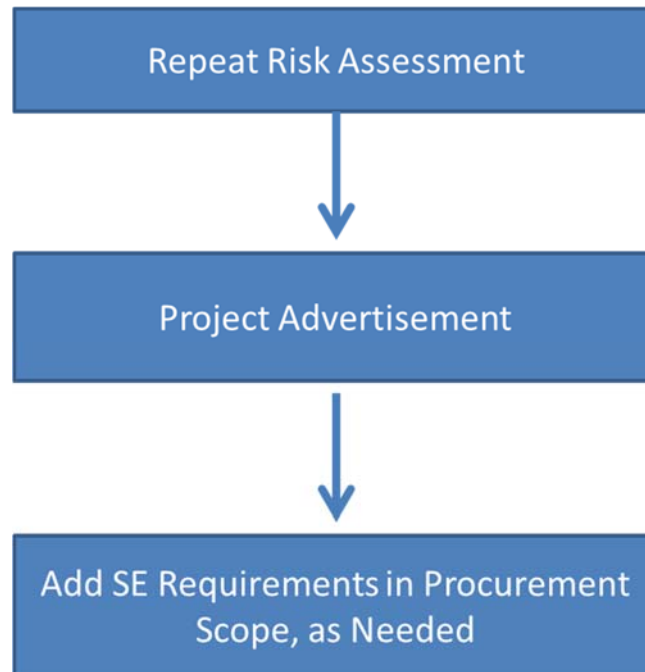 Repeat Risk Assessment
Project Advertisement
Add SE Requirements in Procurement
Scope, as Needed